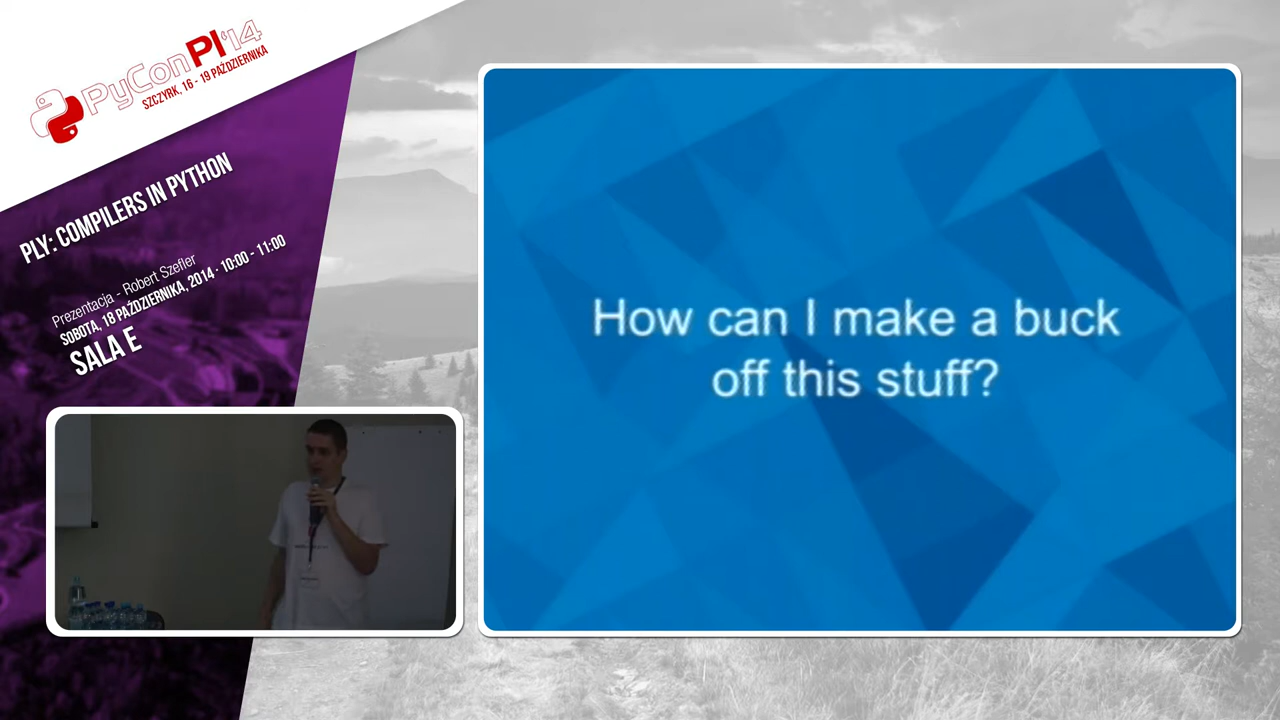 PyConPl'14
SZCZYRK, 16 - 19 PAŹDZIERNIKA
PLY: COMPILERS IN PYTHON
Prezentacja - Robert Szefler
SOBOTA, 18 PAŹDZIERNIKA, 2014 · 10:00 - 11:00
SALA E
How can I make a buck
off this stuff?